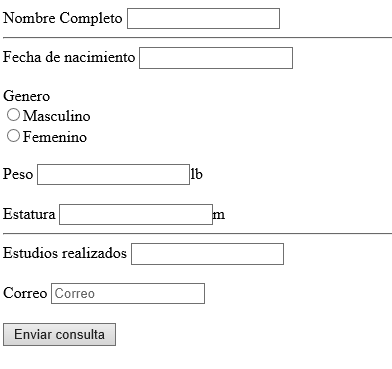 Nombre Completo
Fecha de nacimiento
Genero
Masculino
Femenino
Peso lb
Estatura m
Estudios realizados
Correo Correo
Enviar consulta